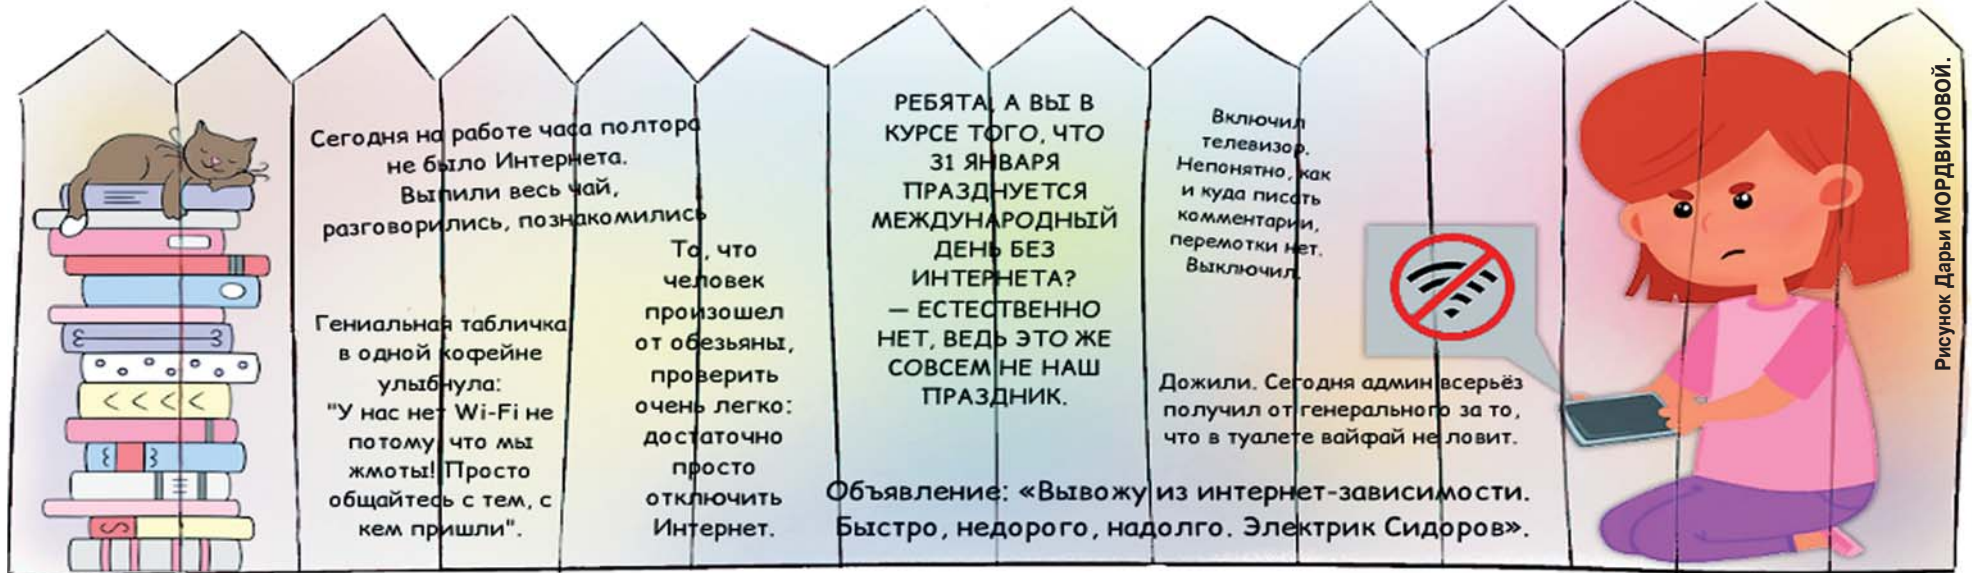 Сегодня на работе часа полтора
не было Интернета.
Выпили весь чай,
разговорились, познакомились
Гениальная табличка
в одной кофейне
улыбнула:
"У нас нет Wi-Fi не
потому, что мы
жмоты! Просто
общайтесь с тем, с
кем пришли".
То, что
человек
произошел
от обезьяны,
проверить
очень легко:
достаточно
просто
отключить
Интернет.
РЕБЯТА, А ВЫ В
КУРСЕ ТОГО, ЧТО
31 ЯНВАРЯ
ПРАЗДНУЕТСЯ
МЕЖДУНАРОДНЫЙ
ДЕНЬ БЕЗ
ИНТЕРНЕТА?
— ЕСТЕСТВЕННО
НЕТ, ВЕДЬ ЭТО ЖЕ
СОВСЕМ НЕ НАШ
ПРАЗДНИК.
Включил
телевизор.
Непонятно, как
и куда писать
комментарии,
перемотки нет.
Выключил.
Дожили. Сегодня админ всерьёз
получил от генерального за то,
что в туалете вайфай не ловит.
Объявление: «Вывожу из интернет-зависимости.
Быстро, недорого, надолго. Электрик Сидоров».
Рисунок Дарьи МОРДВИНОВОЙ.